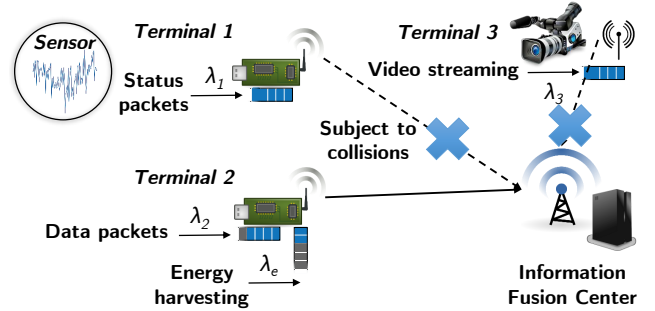 Sensor
Terminal 1
Status
packets
λ1
Terminal 3
Video streaming
λ3
Subject to
collisions
Terminal 2
Data packets
λ2
Energy
harvesting
λe
Information
Fusion Center